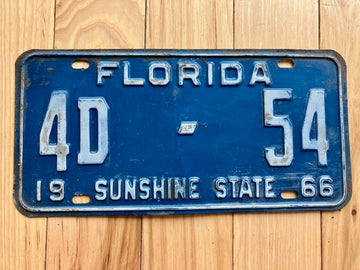 FLORIDA
4D - 54
19 SUNSHINE STATE 66